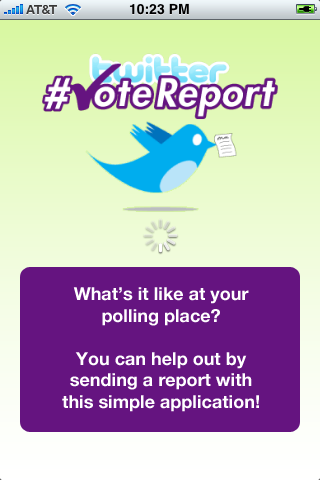 AT&T 10:23 PM
twitter
#VoteReport
What's it like at your
polling place?
You can help out by
sending a report with
this simple application!